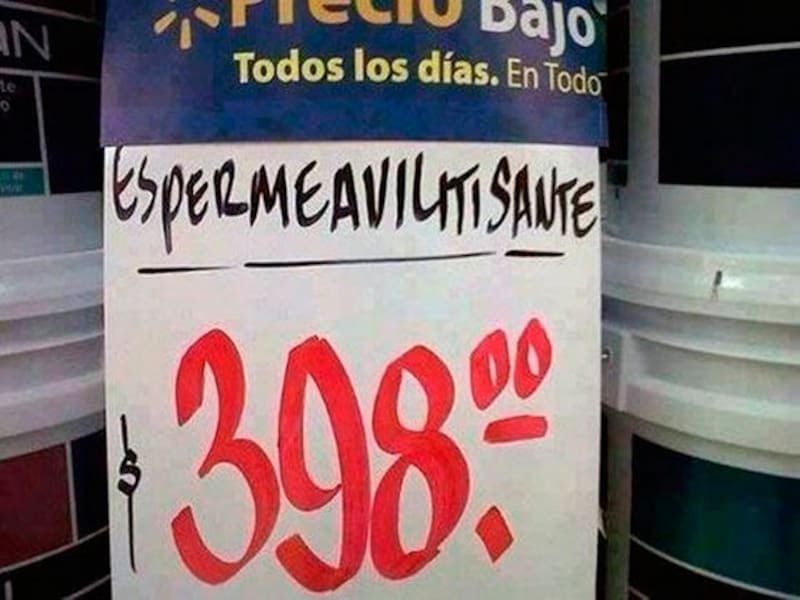 Precio Bajo
Todos los días. En Todo
ESPERMEAVILITISANTE
$ 398.00